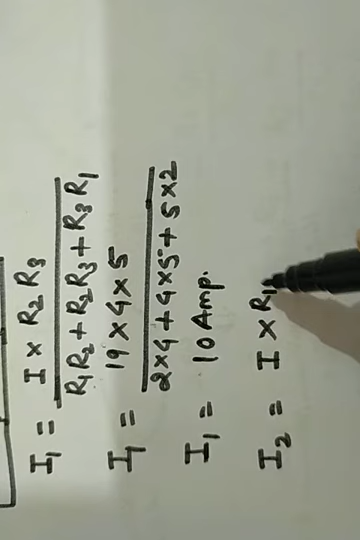 I₁ = I × R₂ R₃
R₁R₂ + R₂R₃ + R₃R₁
I₁ = 19 × 4 × 5
2×4 + 4×5 + 5×2
I₁ = 10 Amp.
I₂ = I × R₁